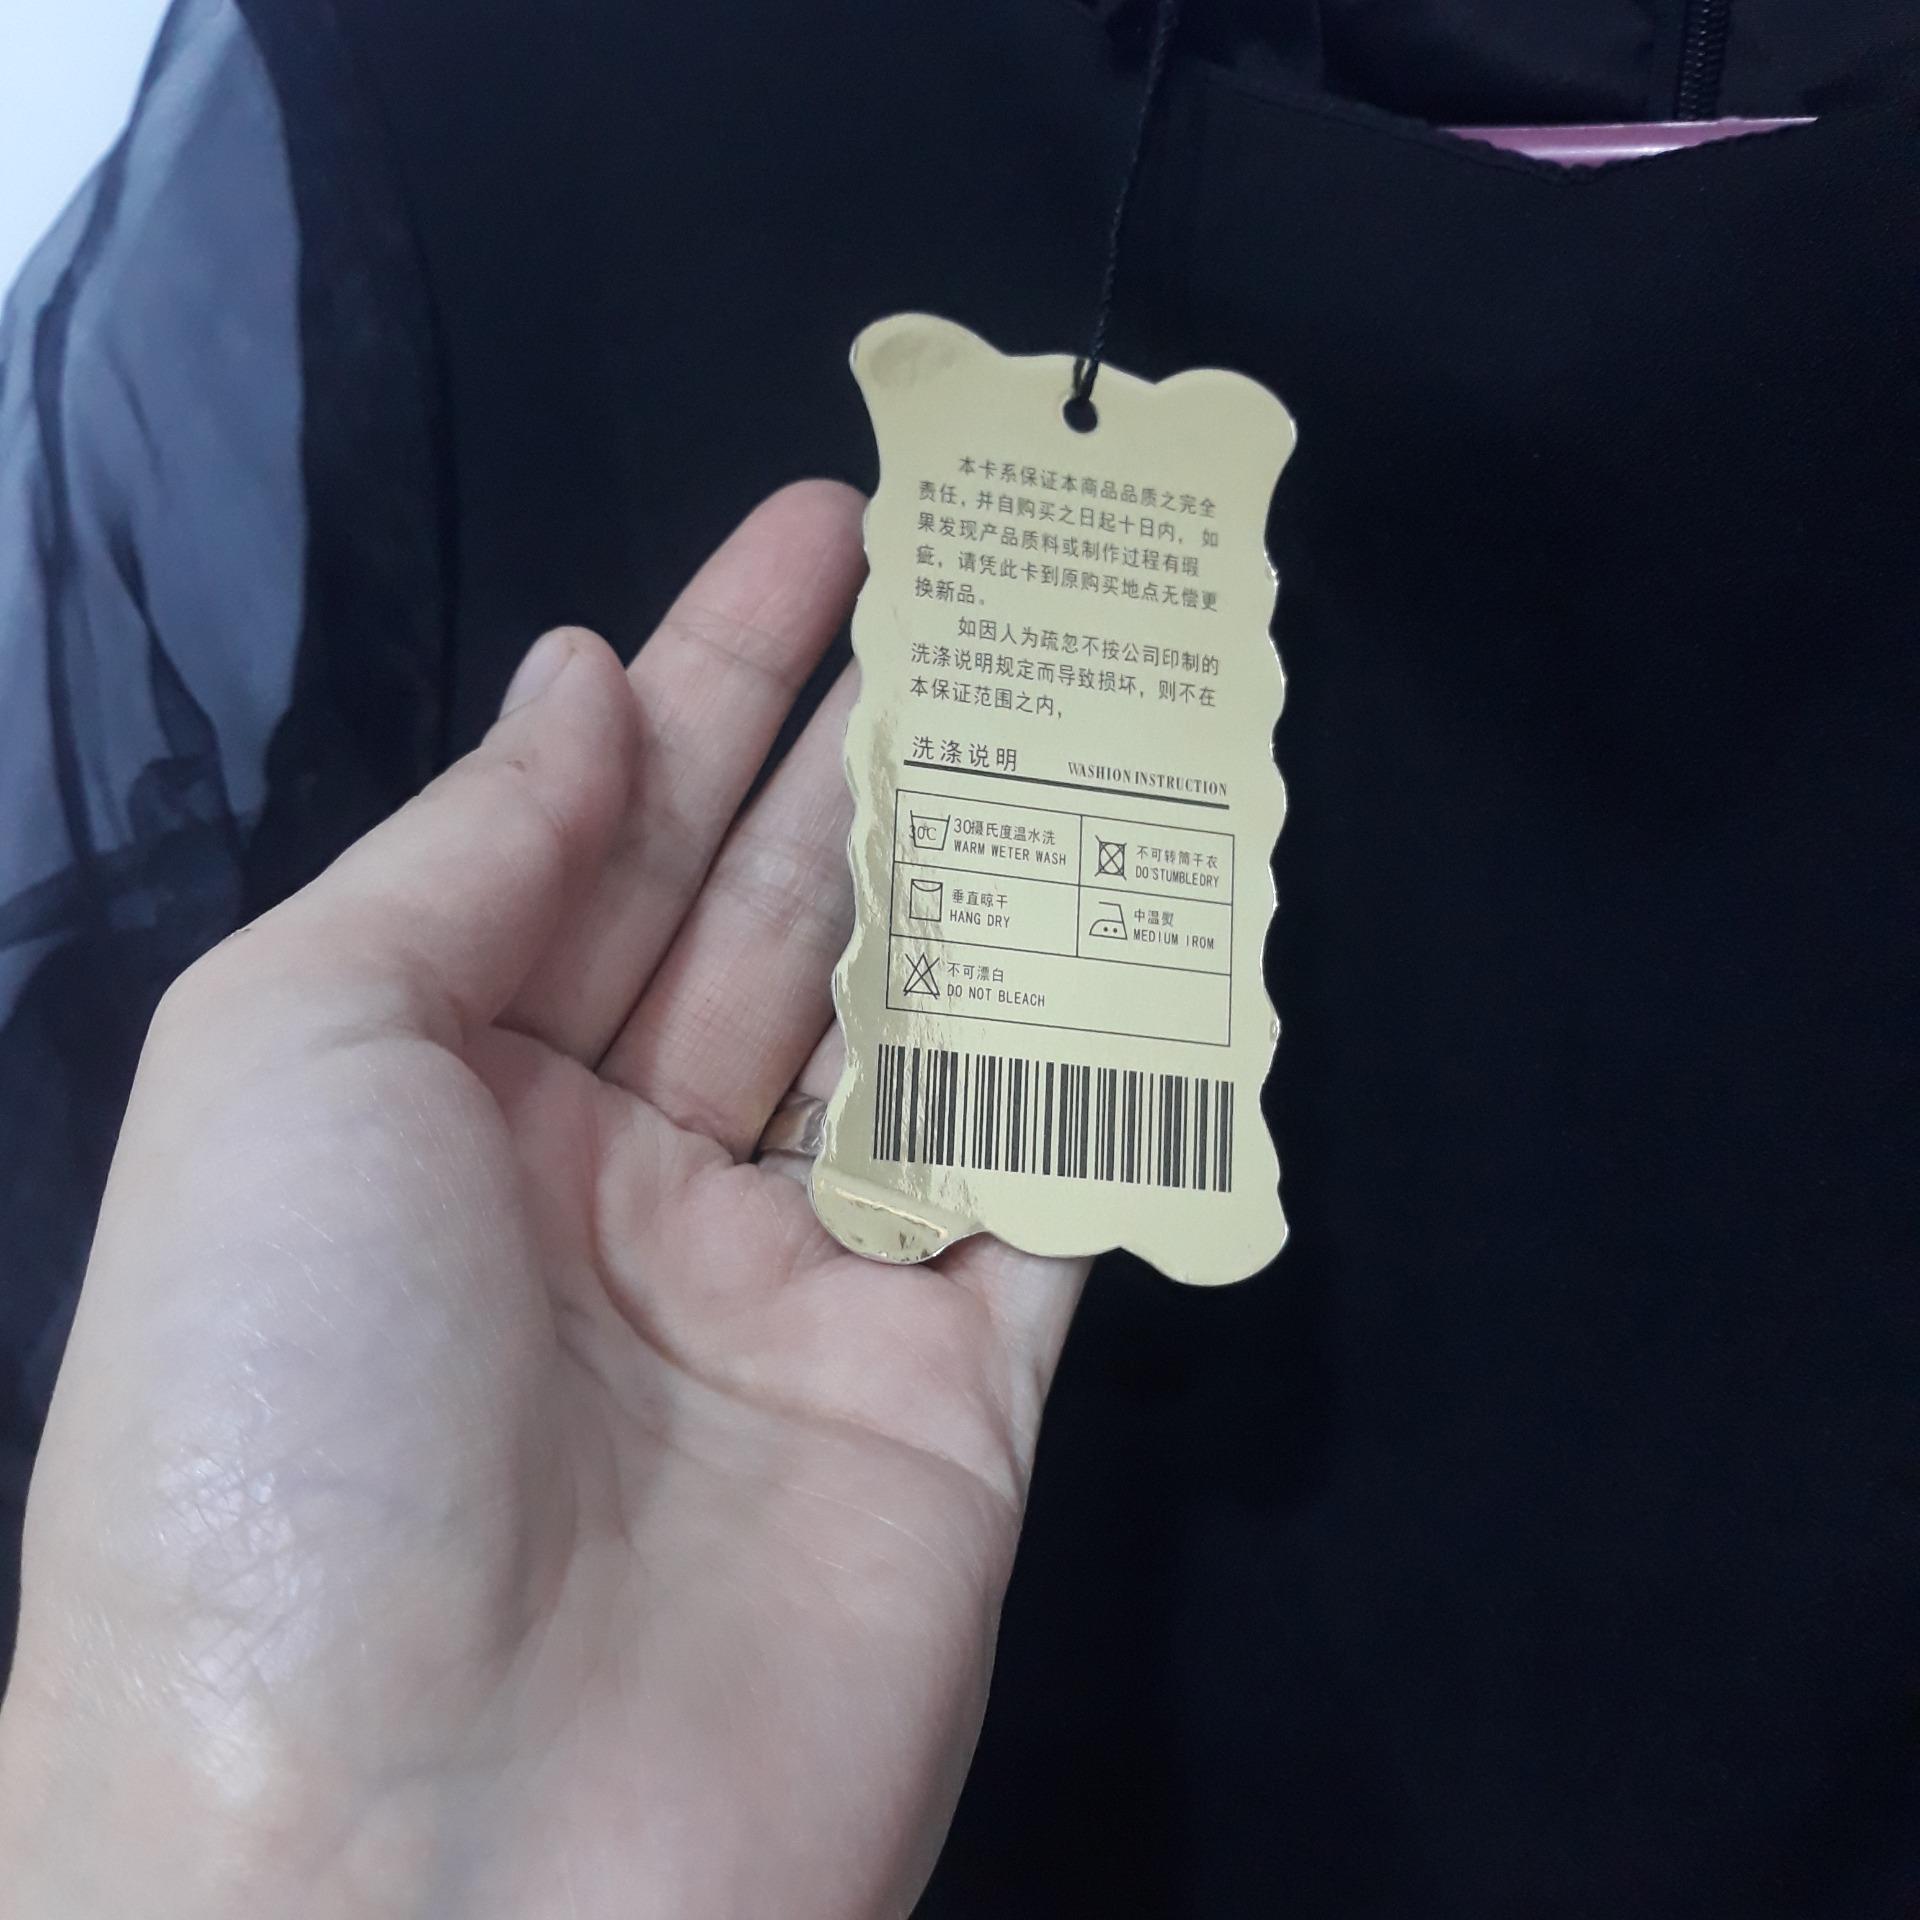 本卡系保证本商品品质之完全
责任，并自购买之日起十日内，如
果发现产品质料或制作过程有瑕
疵，请凭此卡到原购买地点无偿更
换新品。
如因人为疏忽不按公司印制的
洗涤说明规定而导致损坏，则不在
本保证范围之内，
洗涤说明 WASHION INSTRUCTION
30℃ 30摄氏度温水洗
WARM WETER WASH
不可转筒干衣
DO'STUMBLEDRY
垂直晾干
HANG DRY
中温熨
MEDIUM IROM
不可漂白
DO NOT BLEACH